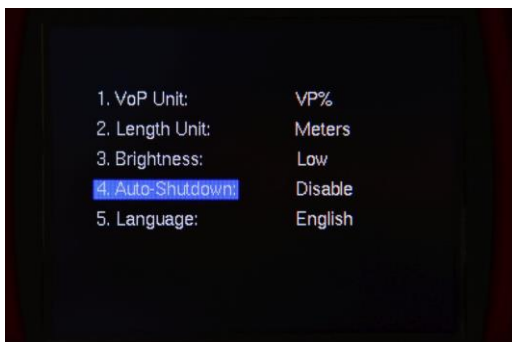 1. VoP Unit: VP%
2. Length Unit: Meters
3. Brightness: Low
4. Auto-Shutdown: Disable
5. Language: English